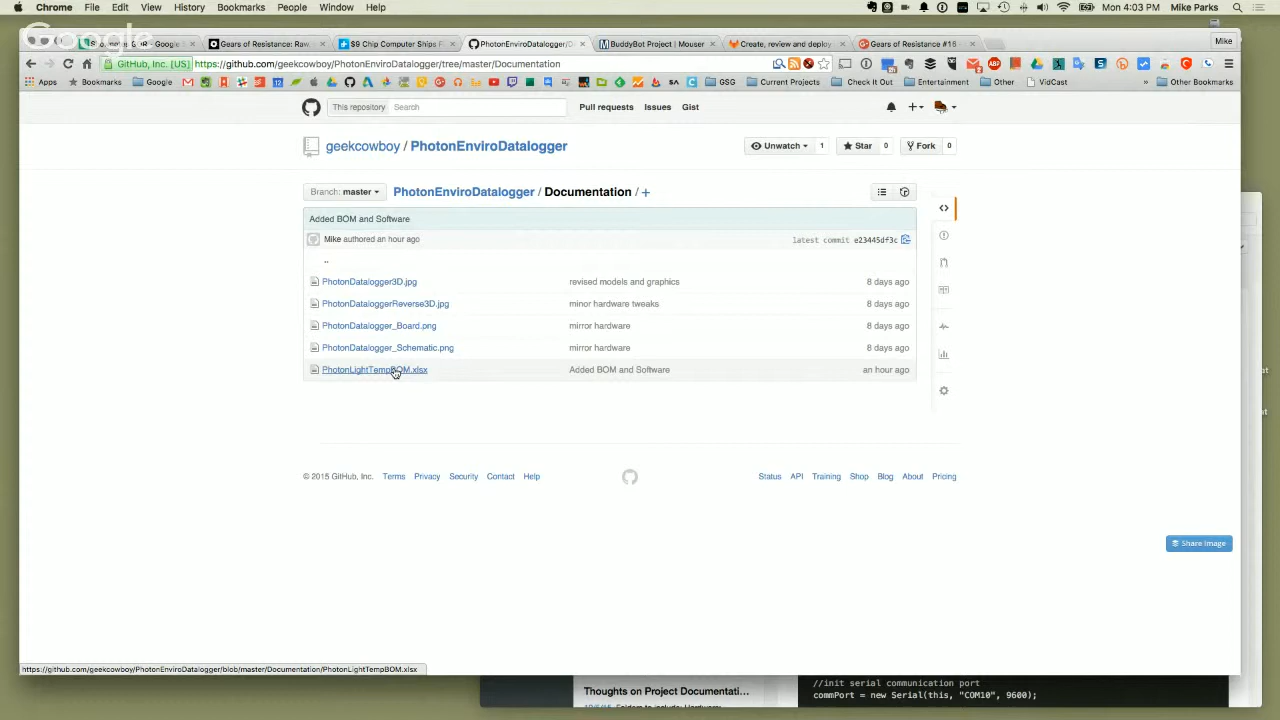 Chrome File Edit View History Bookmarks People Window Help Mon 4:03 PM Mike Parks
Google
Gears of Resistance: Raw. $9 Chip Computer Ships F PhotonEnviroDatalogger/D BuddyBot Project | Mouser Create, review and deploy Gears of Resistance #16 - Mike
GitHub, Inc. [US] https://github.com/geekcowboy/PhotonEnviroDatalogger/tree/master/Documentation
Apps Bookmarks Google GSG Current Projects Check It Out Entertainment Other VidCast » Other Bookmarks
This repository Search Pull requests Issues Gist
geekcowboy / PhotonEnviroDatalogger Unwatch 1 Star 0 Fork 0
Branch: master PhotonEnviroDatalogger / Documentation / +
Added BOM and Software
Mike authored an hour ago latest commit e23445df3c
..
PhotonDatalogger3D.jpg revised models and graphics 8 days ago
PhotonDataloggerReverse3D.jpg minor hardware tweaks 8 days ago
PhotonDatalogger_Board.png mirror hardware 8 days ago
PhotonDatalogger_Schematic.png mirror hardware 8 days ago
PhotonLightTempBOM.xlsx Added BOM and Software an hour ago
© 2015 GitHub, Inc. Terms Privacy Security Contact Help Status API Training Shop Blog About Pricing
Share Image
https://github.com/geekcowboy/PhotonEnviroDatalogger/blob/master/Documentation/PhotonLightTempBOM.xlsx
Thoughts on Project Documentati...
//init serial communication port
commPort = new Serial(this, "COM10", 9600);